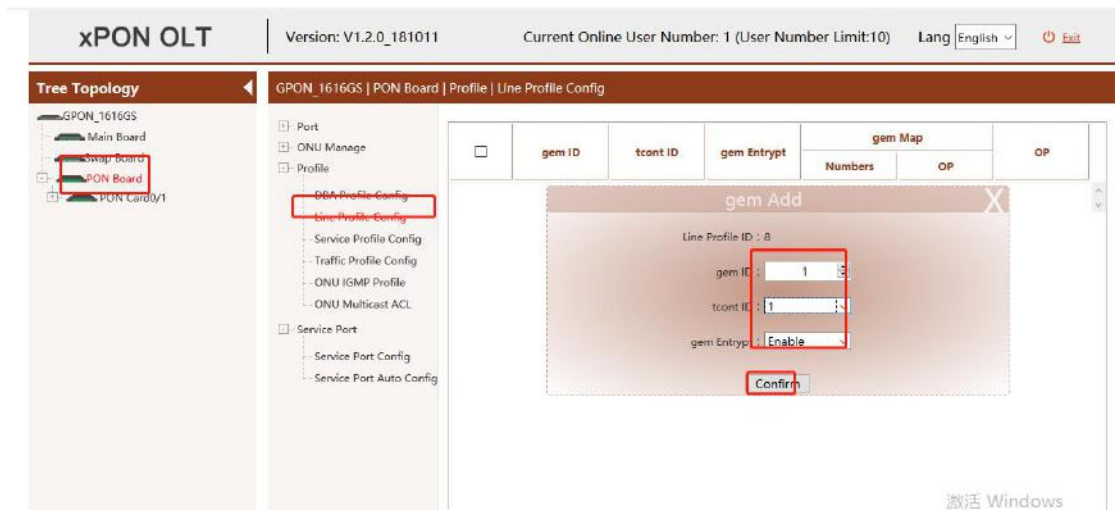 xPON OLT
Version: V1.2.0_181011
Current Online User Number: 1 (User Number Limit:10)
Lang English
Exit
Tree Topology
GPON_1616GS
Main Board
Swap Board
PON Board
PON Card0/1
GPON_1616GS | PON Board | Profile | Line Profile Config
Port
ONU Manage
Profile
DBA Profile Config
Line Profile Config
Service Profile Config
Traffic Profile Config
ONU IGMP Profile
ONU Multicast ACL
Service Port
Service Port Config
Service Port Auto Config
gem ID
tcont ID
gem Entrypt
gem Map
Numbers
OP
OP
gem Add
X
Line Profile ID : 8
gem ID : 1
tcont ID : 1
gem Entrypt : Enable
Confirm
激活 Windows